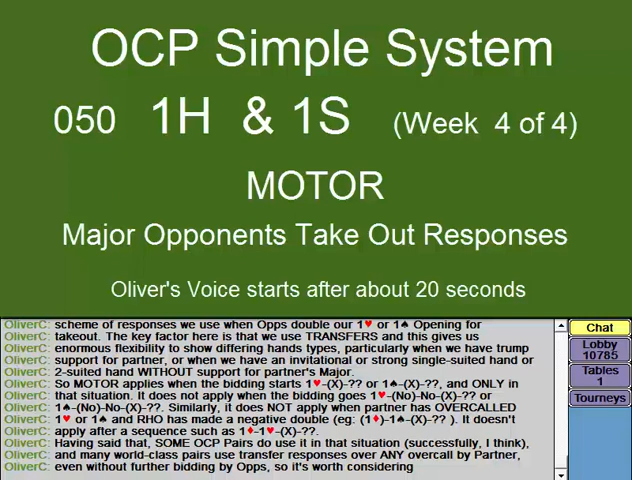 OCP Simple System
050 1H & 1S (Week 4 of 4)
MOTOR
Major Opponents Take Out Responses
Oliver's Voice starts after about 20 seconds
OliverC: scheme of responses we use when Opps double our 1♥ or 1♠ Opening for
OliverC: takeout. The key factor here is that we use TRANSFERS and this gives us
OliverC: enormous flexibility to show differing hands types, particularly when we have trump
OliverC: support for partner, or when we have an invitational or strong single-suited hand or
OliverC: 2-suited hand WITHOUT support for partner's Major.
OliverC: So MOTOR applies when the bidding starts 1♥-(X)-?? or 1♠-(X)-??, and ONLY in
OliverC: that situation. It does not apply when the bidding goes 1♥-(No)-No-(X)-?? or
OliverC: 1♠-(No)-No-(X)-??. Similarly, it does NOT apply when partner has OVERCALLED
OliverC: 1♥ or 1♠ and RHO has made a negative double (eg: (1♦)-1♠-(X)-?? ). It doesn't
OliverC: apply after a sequence such as 1♦-1♥-(X)-??.
OliverC: Having said that, SOME OCP Pairs do use it in that situation (successfully, I think),
OliverC: and many world-class pairs use transfer responses over ANY overcall by Partner,
OliverC: even without further bidding by Opps, so it's worth considering
Chat
Lobby
10785
Tables
1
Tourneys